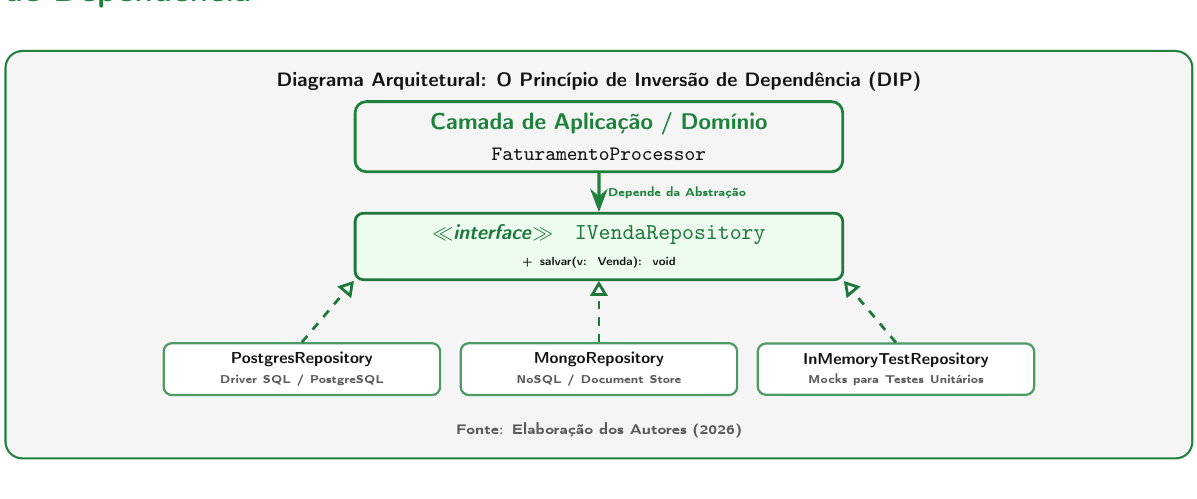 de Dependência
Diagrama Arquitetural: O Princípio de Inversão de Dependência (DIP)
Camada de Aplicação / Domínio
FaturamentoProcessor
Depende da Abstração
≪interface≫ IVendaRepository
+ salvar(v: Venda): void
PostgresRepository
Driver SQL / PostgreSQL
MongoRepository
NoSQL / Document Store
InMemoryTestRepository
Mocks para Testes Unitários
Fonte: Elaboração dos Autores (2026)